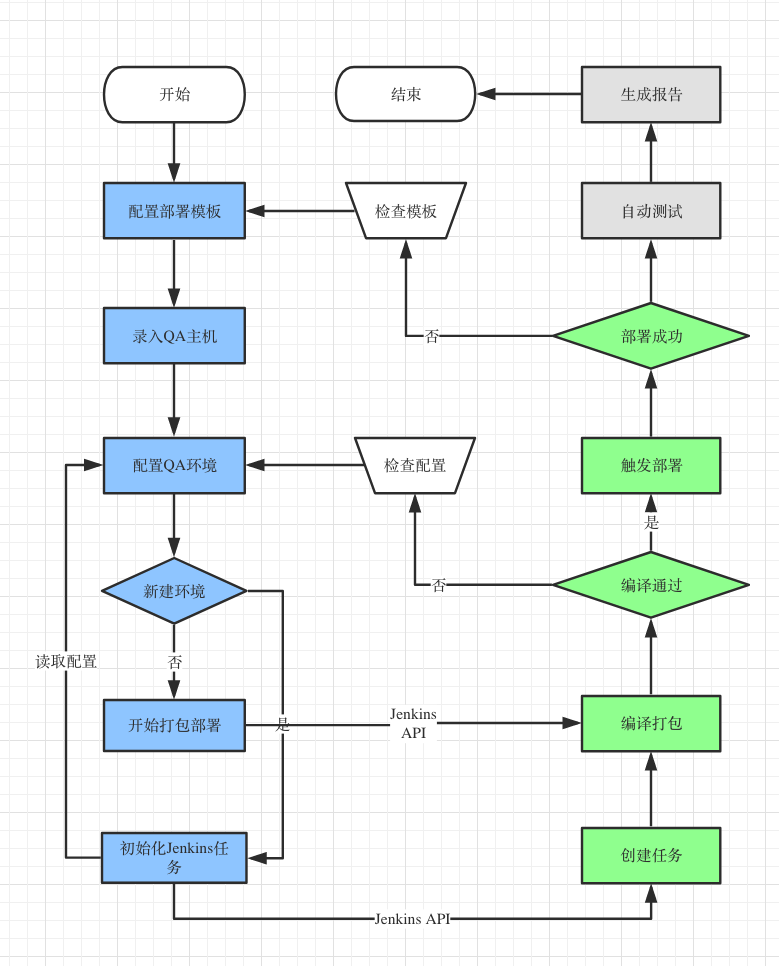 开始
结束
生成报告
配置部署模板
检查模板
自动测试
录入QA主机
否
部署成功
配置QA环境
检查配置
触发部署
是
新建环境
否
编译通过
读取配置
否
开始打包部署
是
Jenkins
API
编译打包
初始化Jenkins任
务
创建任务
Jenkins API